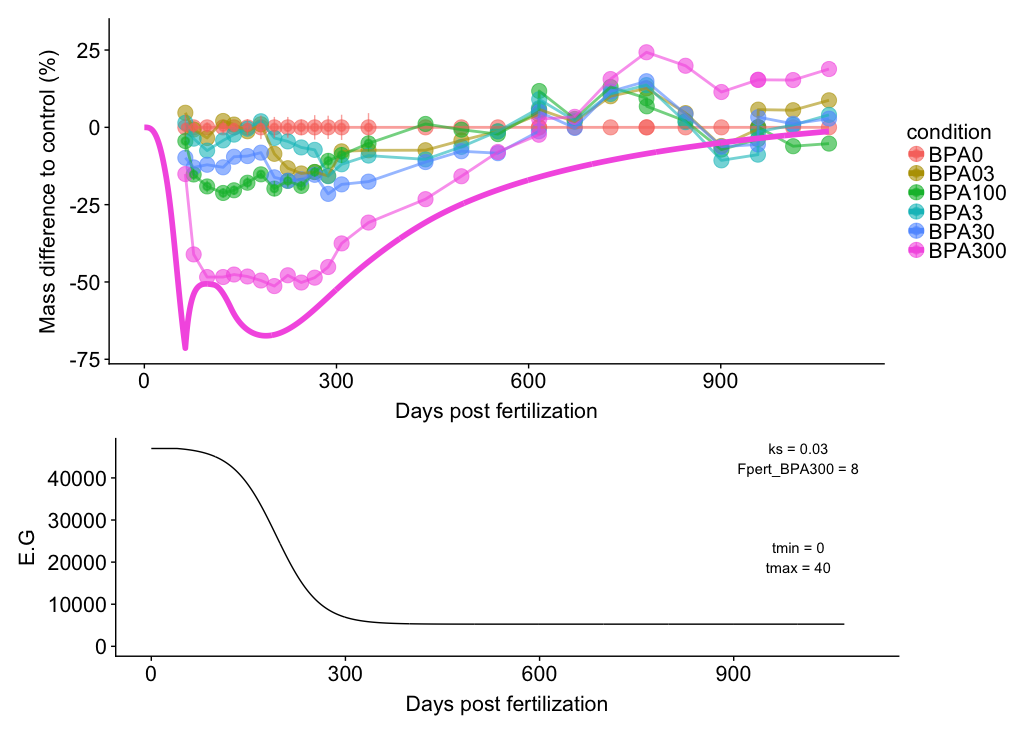 Mass difference to control (%)
25
0
-25
-50
-75
0 300 600 900
Days post fertilization
condition
BPA0
BPA03
BPA100
BPA3
BPA30
BPA300
E.G
40000
30000
20000
10000
0
ks = 0.03
Fpert_BPA300 = 8
tmin = 0
tmax = 40
0 300 600 900
Days post fertilization